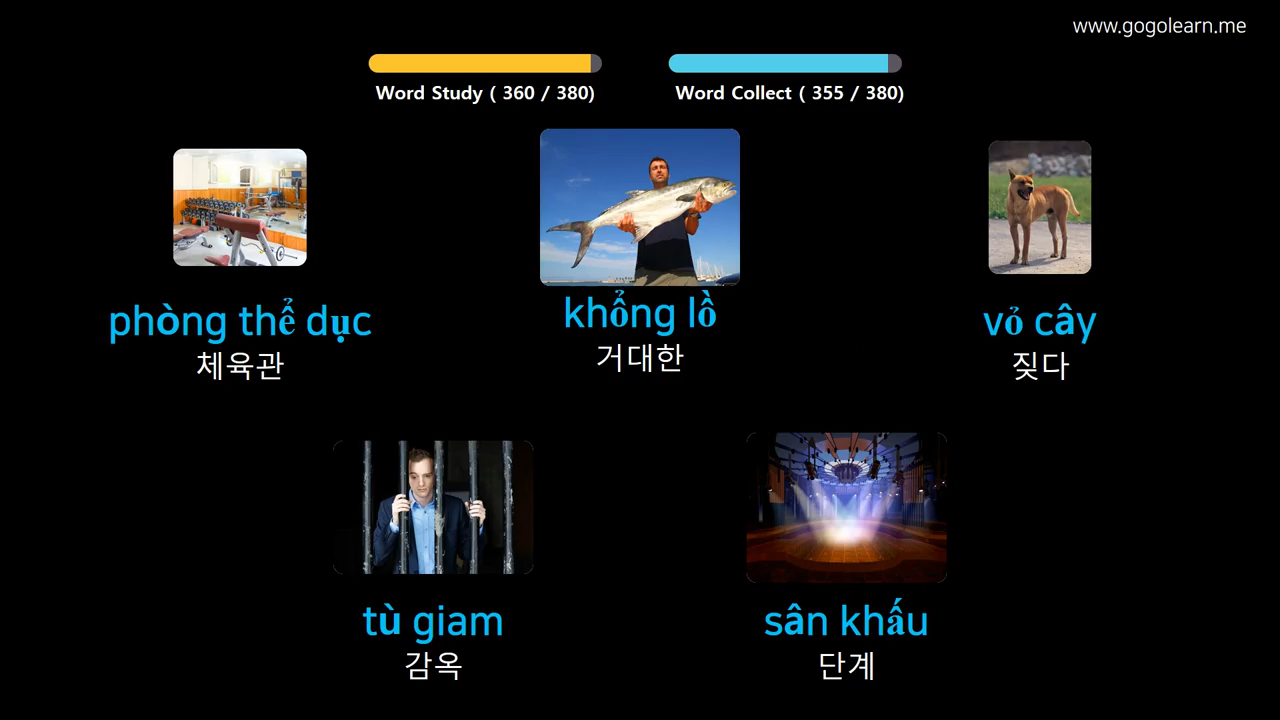 www.gogolearn.me
Word Study ( 360 / 380)
Word Collect ( 355 / 380)
phòng thể dục
체육관
khổng lồ
거대한
vỏ cây
짖다
tù giam
감옥
sân khấu
단계